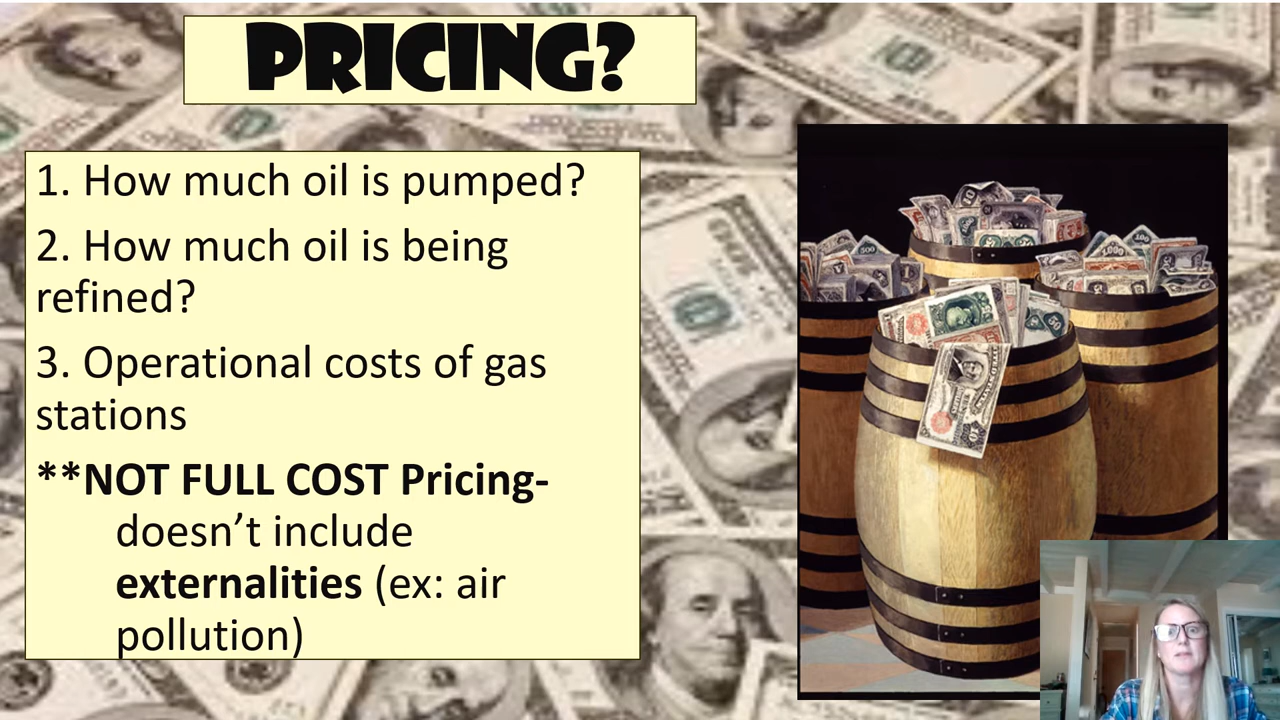 PRICING?
1. How much oil is pumped?
2. How much oil is being
refined?
3. Operational costs of gas
stations
**NOT FULL COST Pricing-
doesn’t include
externalities (ex: air
pollution)